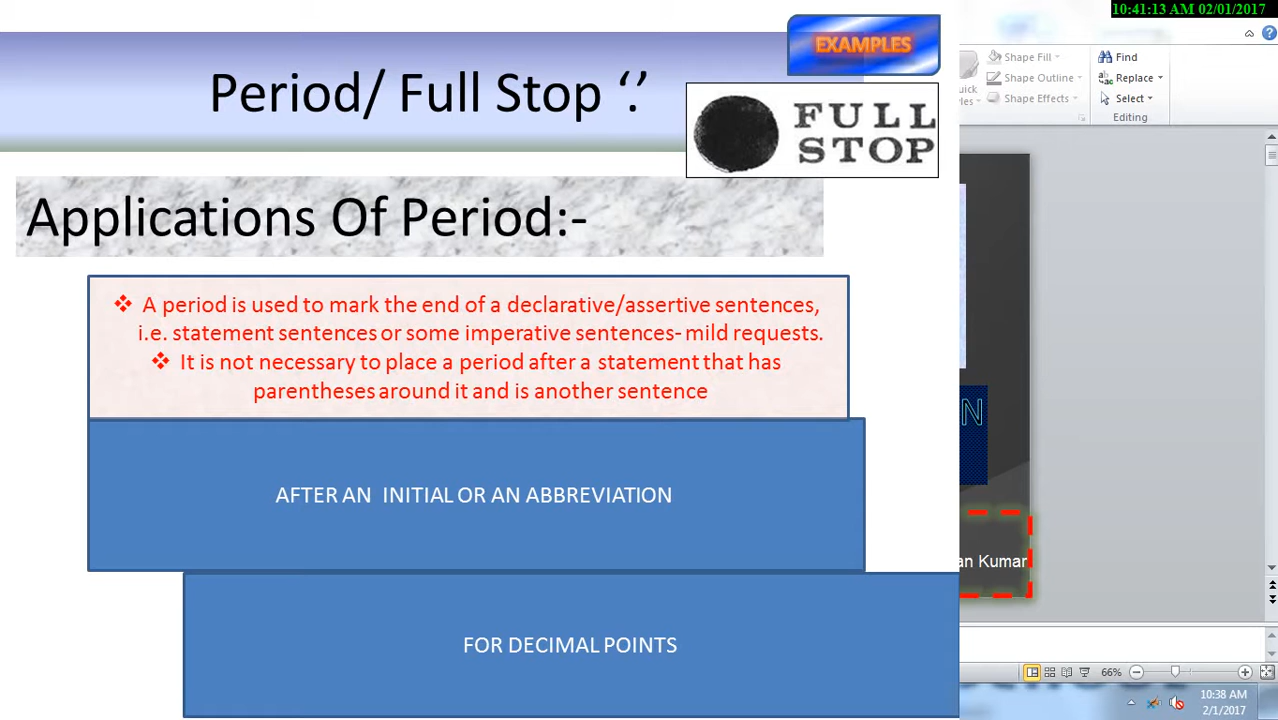 10:41:13 AM 02/01/2017
EXAMPLES
Period/ Full Stop ‘.’
FULL
STOP
Applications Of Period:-
❖ A period is used to mark the end of a declarative/assertive sentences,
i.e. statement sentences or some imperative sentences- mild requests.
❖ It is not necessary to place a period after a statement that has
parentheses around it and is another sentence
AFTER AN INITIAL OR AN ABBREVIATION
FOR DECIMAL POINTS
Shape Fill
Shape Outline
Shape Effects
Find
Replace
Select
Editing
N
an Kumar
66%
10:38 AM
2/1/2017